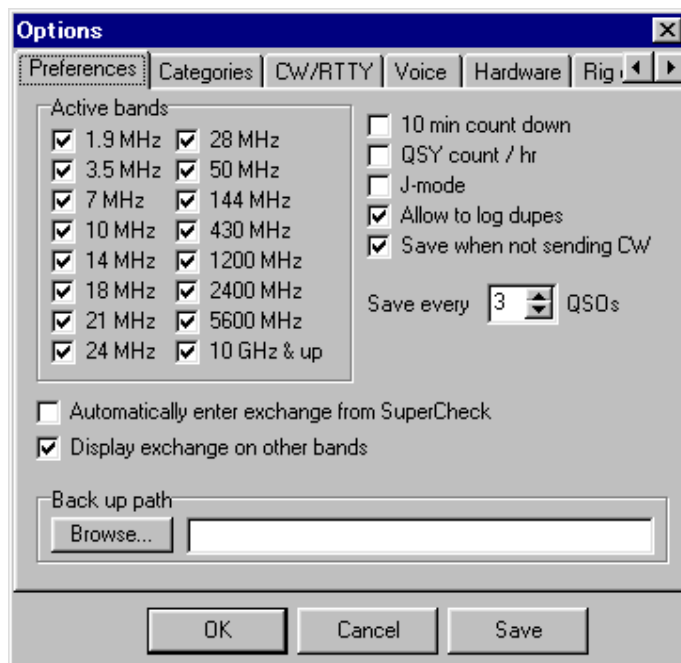 Options
Preferences Categories CW/RTTY Voice Hardware Rig
Active bands
1.9 MHz 28 MHz
3.5 MHz 50 MHz
7 MHz 144 MHz
10 MHz 430 MHz
14 MHz 1200 MHz
18 MHz 2400 MHz
21 MHz 5600 MHz
24 MHz 10 GHz & up
10 min count down
QSY count / hr
J-mode
Allow to log dupes
Save when not sending CW
Save every 3 QSOs
Automatically enter exchange from SuperCheck
Display exchange on other bands
Back up path
Browse...
OK Cancel Save